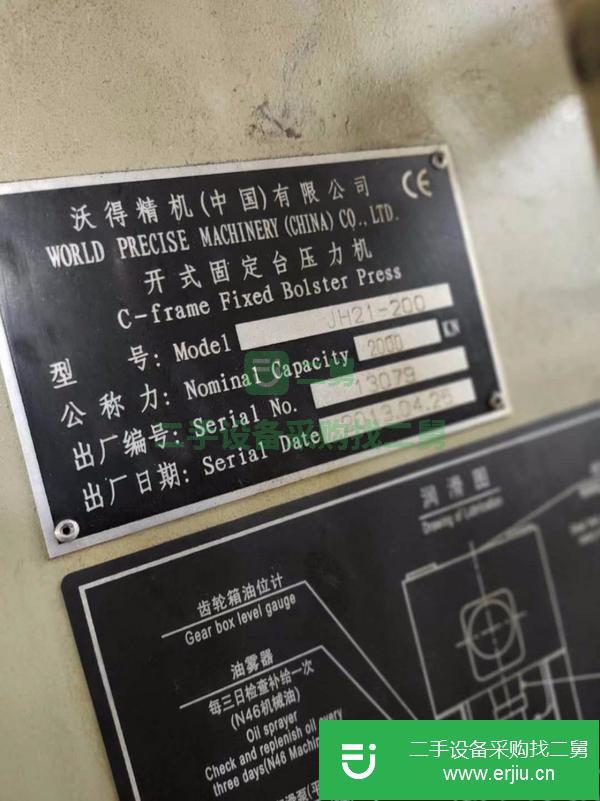 沃得精机(中国)有限公司
WORLD PRECISE MACHINERY (CHINA) CO., LTD.
CE
开式固定台压力机
C-frame Fixed Bolster Press
型 号: Model JH21-200
公称力: Nominal Capacity 2000 KN
出厂编号: Serial No. 13079
出厂日期: Serial Date 2013.04.25
二舅
二手设备采购找二舅
润滑图
Drawing of Lubrication
齿轮箱油位计
Gear box level gauge
油雾器
每三日检查补给一次
(N46机械油)
Oil sprayer
Check and replenish oil every
three days(N46 Machin
二手设备采购找二舅
www.erjiu.cn